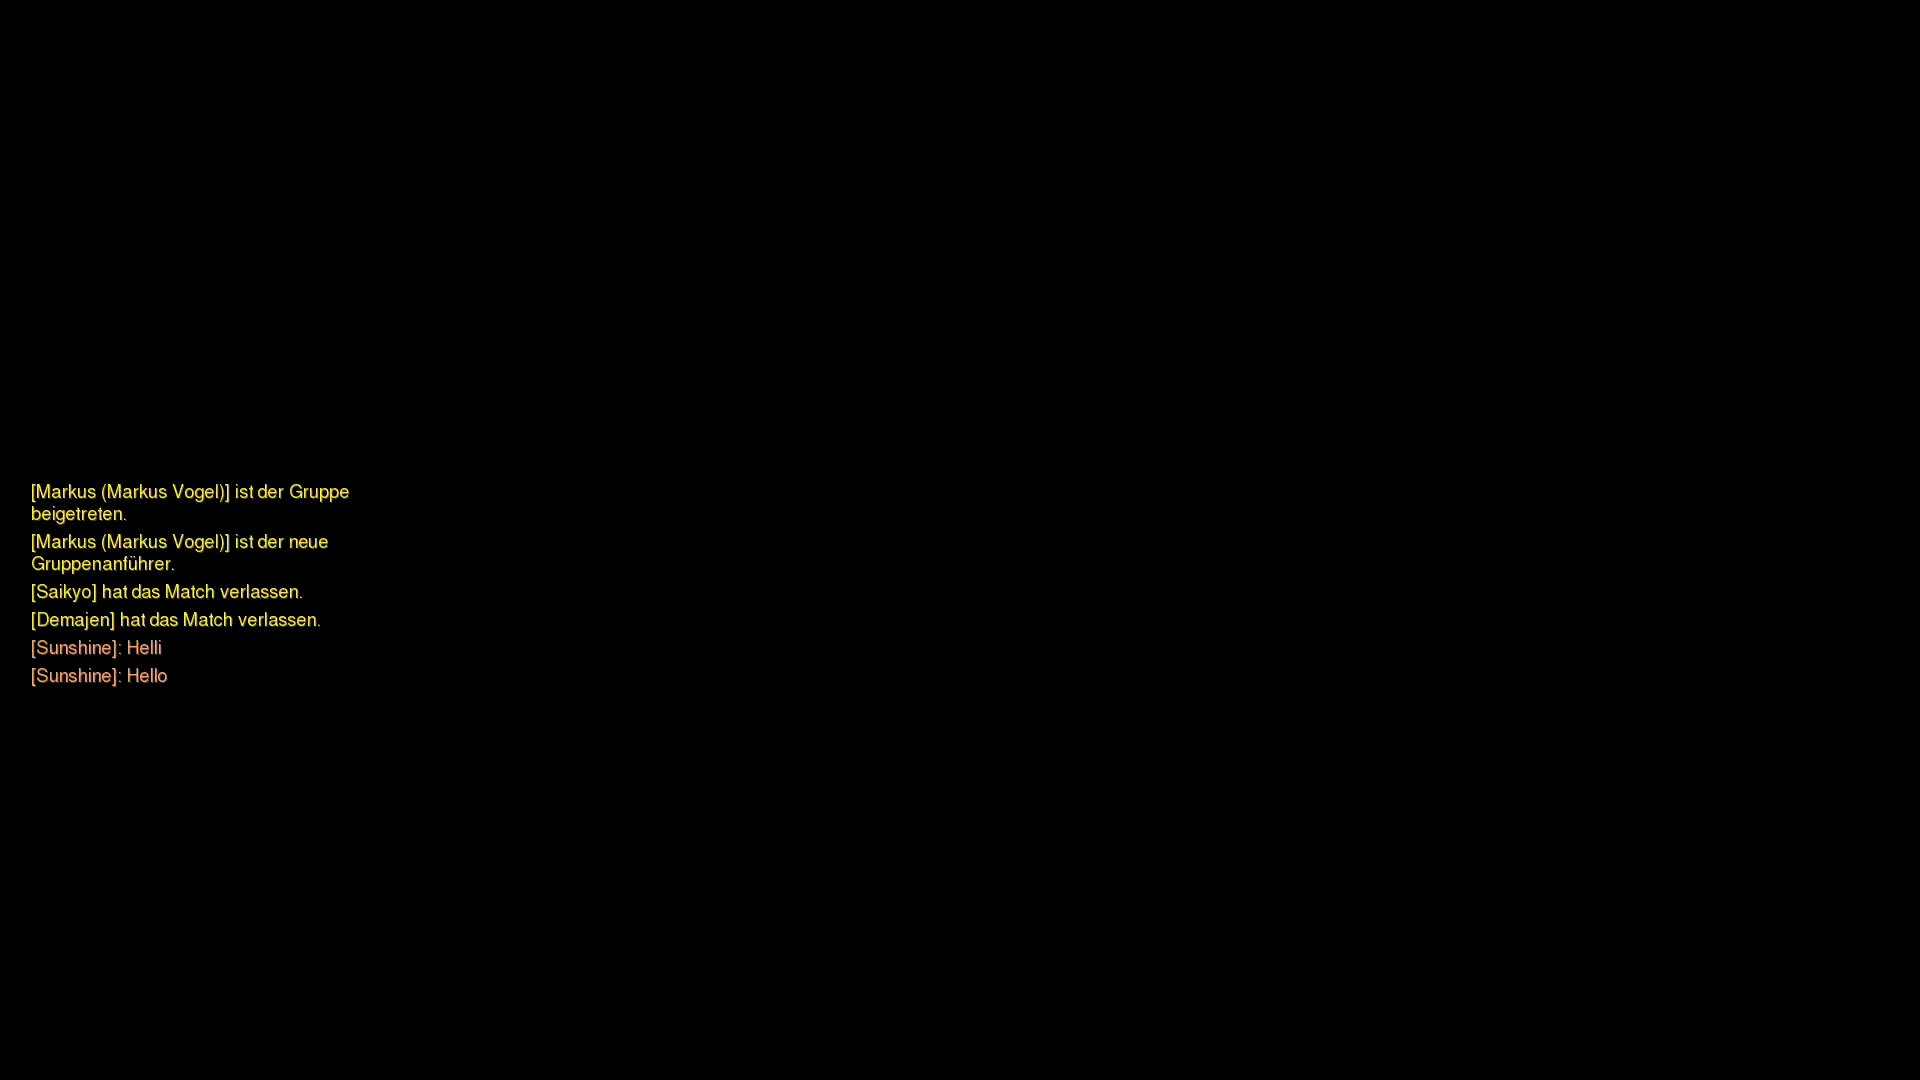 [Markus (Markus Vogel)] ist der Gruppe
beigetreten.
[Markus (Markus Vogel)] ist der neue
Gruppenanführer.
[Saikyo] hat das Match verlassen.
[Demajen] hat das Match verlassen.
[Sunshine]: Helli
[Sunshine]: Hello